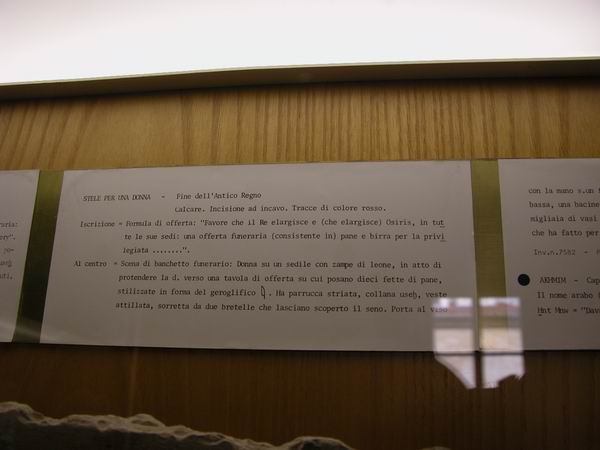 STELE PER UNA DONNA - Fine dell'Antico Regno
Calcare. Incisione ad incavo. Tracce di colore rosso.
Iscrizione = Formula di offerta: "Favore che il Re elargisce e (che elargisce) Osiris, in tut
te le sue sedi: una offerta funeraria (consistente in) pane e birra per la privi
legiata ........".
Al centro = Scena di banchetto funerario: Donna su un sedile con zampe di leone, in atto di
protendere la d. verso una tavola di offerta su cui posano dieci fette di pane,
stilizzate in forma del geroglifico . Ha parrucca striata, collana useḫ, veste
attillata, sorretta da due bretelle che lasciano scoperto il seno. Porta al viso
con la mano s.un
bassa, una bacine
migliaia di vasi
che ha fatto per
Inv.n.7582 -
AKHMIM - Cap
Il nome arabo
Ḫnt Mnw = "Dav